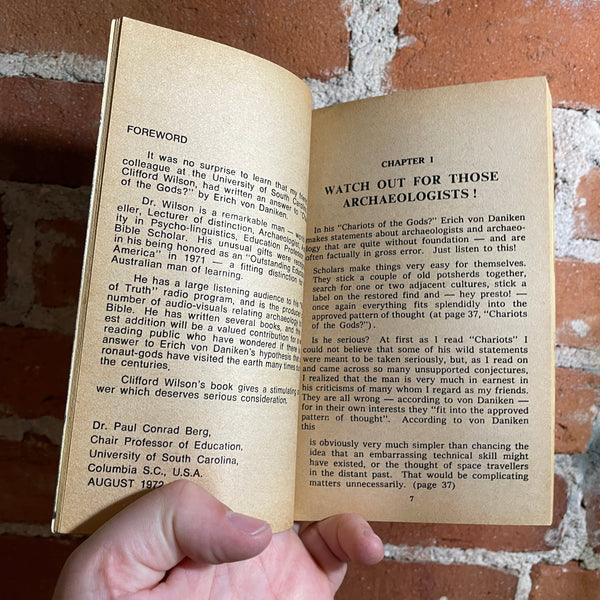 FOREWORD
It was no surprise to learn that my friend
colleague at the University of South Carolina
Clifford Wilson, had written an answer to
of the Gods?" by Erich von Daniken.
Dr. Wilson is a remarkable man — world
eller, Lecturer of distinction, Archaeologist,
ity in Psycho-linguistics, Education Professor
Bible Scholar. His unusual gifts were
in his being honored as an "Outstanding
America" in 1971 — a fitting distinction
Australian man of learning.
He has a large listening audience to the
of Truth" radio program, and is the
number of audio-visuals relating archaeology
Bible. He has written several books, and
est addition will be a valued contribution for
reading public who have wondered if there
answer to Erich von Daniken's hypothesis
ronaut-gods have visited the earth many times
the centuries.
Clifford Wilson's book gives a stimulating
wer which deserves serious consideration.
Dr. Paul Conrad Berg,
Chair Professor of Education,
University of South Carolina,
Columbia S.C., U.S.A.
AUGUST 1972
CHAPTER 1
WATCH OUT FOR THOSE
ARCHAEOLOGISTS!
In his "Chariots of the Gods?" Erich von Daniken
makes statements about archaeologists and archaeo-
logy that are quite without foundation — and are
often factually in gross error. Just listen to this!
Scholars make things very easy for themselves.
They stick a couple of old potsherds together,
search for one or two adjacent cultures, stick a
label on the restored find and — hey presto! —
once again everything fits splendidly into the
approved pattern of thought (at page 37, "Chariots
of the Gods?").
Is he serious? At first as I read "Chariots" I
could not believe that some of his wild statements
were meant to be taken seriously, but, as I read on
and came across so many unsupported conjectures,
I realized that the man is very much in earnest in
his criticisms of many whom I regard as my friends.
They are all wrong — according to von Daniken —
for in their own interests they "fit into the approved
pattern of thought". According to von Daniken
this
is obviously very much simpler than chancing the
idea that an embarrassing technical skill might
have existed, or the thought of space travellers
in the distant past. That would be complicating
matters unnecessarily. (page 37)
7